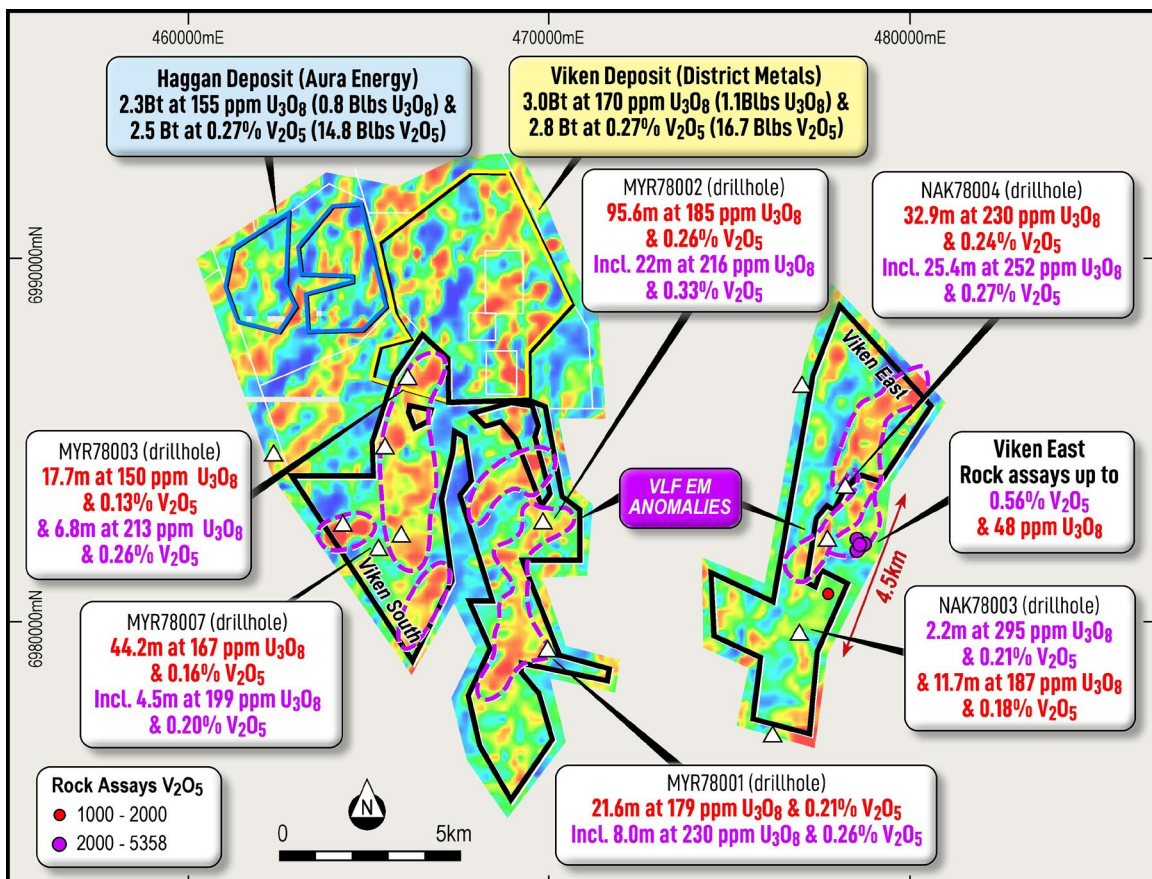 460000mE
470000mE
480000mE
6990000mN
6980000mN
Haggan Deposit (Aura Energy)
2.3Bt at 155 ppm U₃O₈ (0.8 Blbs U₃O₈) &
2.5 Bt at 0.27% V₂O₅ (14.8 Blbs V₂O₅)
Viken Deposit (District Metals)
3.0Bt at 170 ppm U₃O₈ (1.1Blbs U₃O₈) &
2.8 Bt at 0.27% V₂O₅ (16.7 Blbs V₂O₅)
MYR78002 (drillhole)
95.6m at 185 ppm U₃O₈
& 0.26% V₂O₅
Incl. 22m at 216 ppm U₃O₈
& 0.33% V₂O₅
NAK78004 (drillhole)
32.9m at 230 ppm U₃O₈
& 0.24% V₂O₅
Incl. 25.4m at 252 ppm U₃O₈
& 0.27% V₂O₅
Viken East
MYR78003 (drillhole)
17.7m at 150 ppm U₃O₈
& 0.13% V₂O₅
& 6.8m at 213 ppm U₃O₈
& 0.26% V₂O₅
VLF EM
ANOMALIES
Viken East
Rock assays up to
0.56% V₂O₅
& 48 ppm U₃O₈
4.5km
Viken South
MYR78007 (drillhole)
44.2m at 167 ppm U₃O₈
& 0.16% V₂O₅
Incl. 4.5m at 199 ppm U₃O₈
& 0.20% V₂O₅
NAK78003 (drillhole)
2.2m at 295 ppm U₃O₈
& 0.21% V₂O₅
& 11.7m at 187 ppm U₃O₈
& 0.18% V₂O₅
MYR78001 (drillhole)
21.6m at 179 ppm U₃O₈ & 0.21% V₂O₅
Incl. 8.0m at 230 ppm U₃O₈ & 0.26% V₂O₅
Rock Assays V₂O₅
1000 - 2000
2000 - 5358
N
0 5km